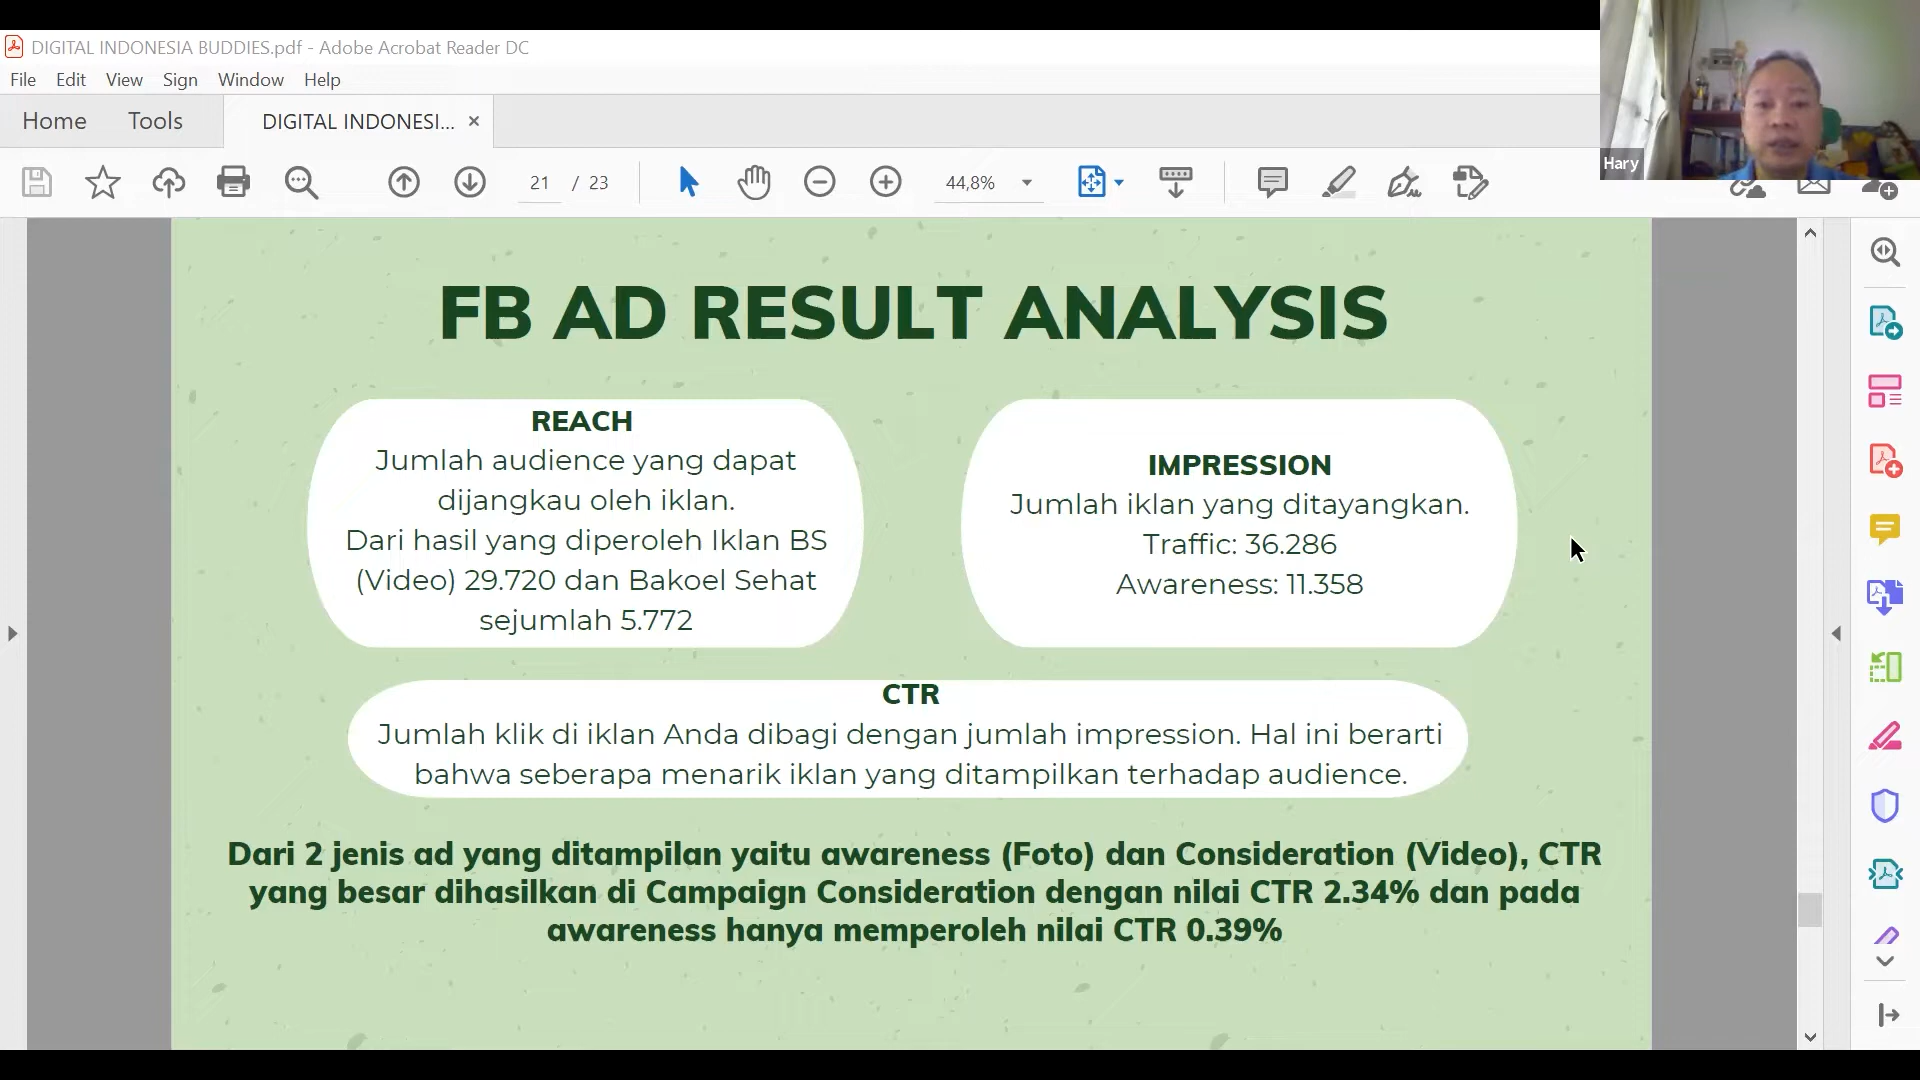 DIGITAL INDONESIA BUDDIES.pdf - Adobe Acrobat Reader DC
File Edit View Sign Window Help
Home Tools DIGITAL INDONESI... ×
21 / 23 44,8%
Hary
FB AD RESULT ANALYSIS
REACH
Jumlah audience yang dapat
dijangkau oleh iklan.
Dari hasil yang diperoleh Iklan BS
(Video) 29.720 dan Bakoel Sehat
sejumlah 5.772
IMPRESSION
Jumlah iklan yang ditayangkan.
Traffic: 36.286
Awareness: 11.358
CTR
Jumlah klik di iklan Anda dibagi dengan jumlah impression. Hal ini berarti
bahwa seberapa menarik iklan yang ditampilkan terhadap audience.
Dari 2 jenis ad yang ditampilan yaitu awareness (Foto) dan Consideration (Video), CTR
yang besar dihasilkan di Campaign Consideration dengan nilai CTR 2.34% dan pada
awareness hanya memperoleh nilai CTR 0.39%